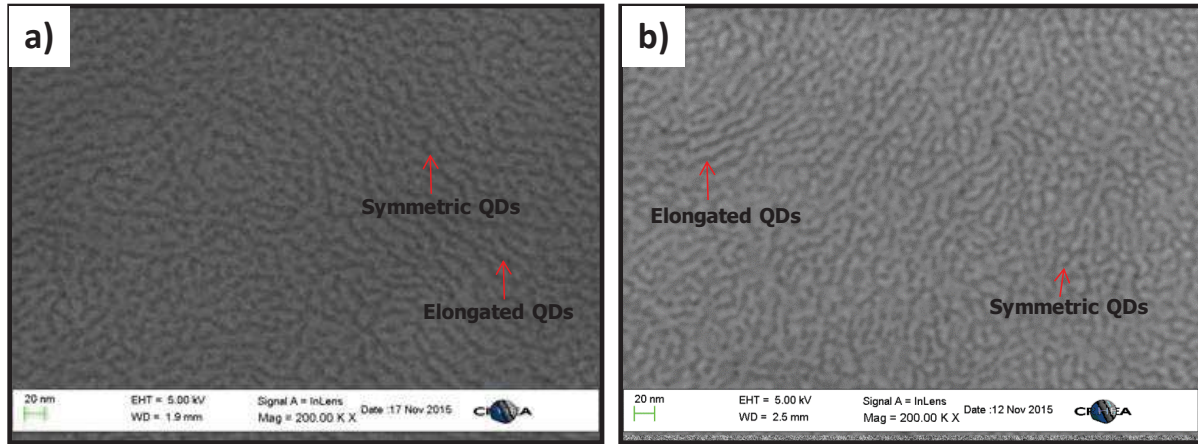 a)
Symmetric QDs
Elongated QDs
20 nm
EHT = 5.00 kV
WD = 1.9 mm
Signal A = InLens
Mag = 200.00 K X
Date :17 Nov 2015
b)
Elongated QDs
Symmetric QDs
20 nm
EHT = 5.00 kV
WD = 2.5 mm
Signal A = InLens
Mag = 200.00 K X
Date :12 Nov 2015